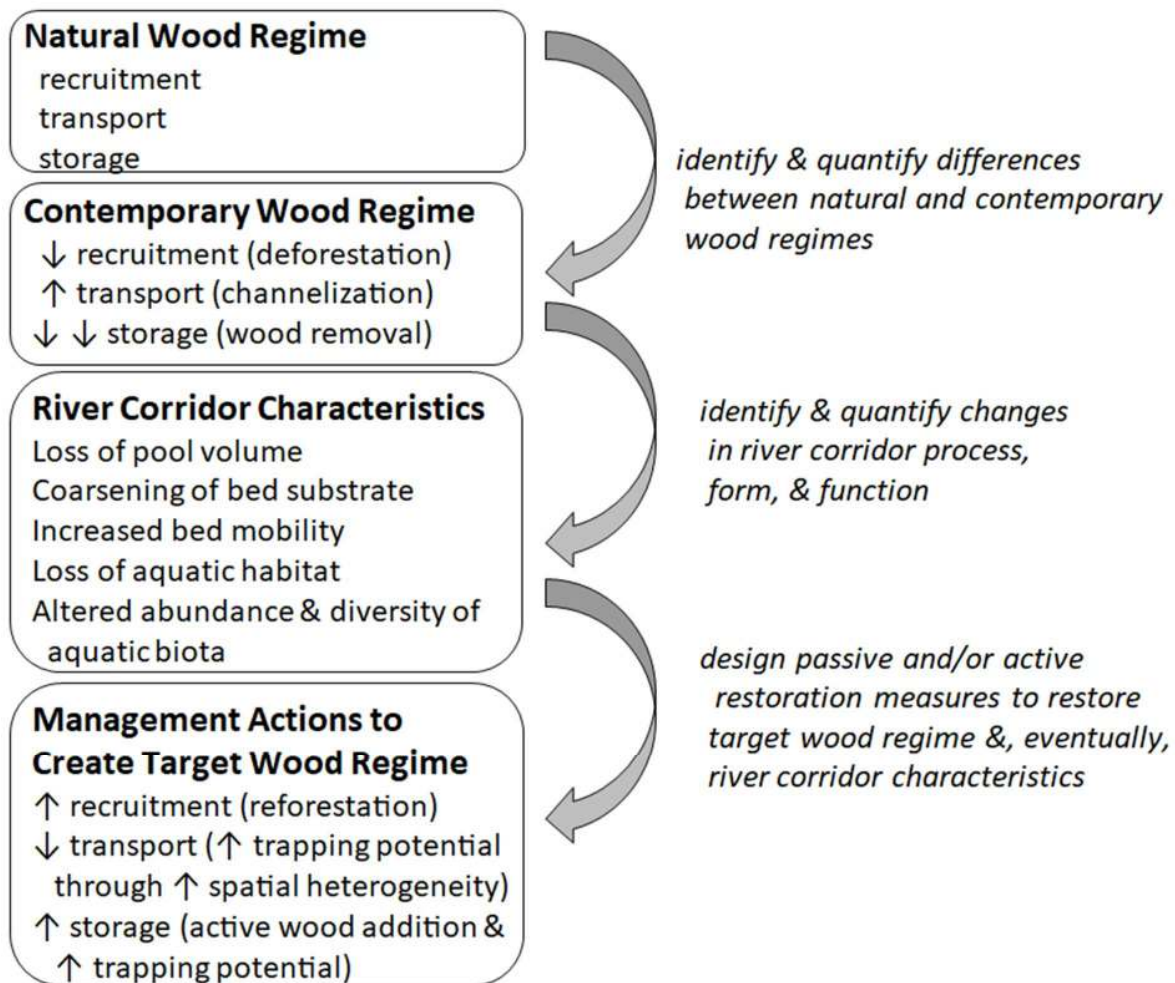 Natural Wood Regime
recruitment
transport
storage
identify & quantify differences
between natural and contemporary
wood regimes
Contemporary Wood Regime
↓ recruitment (deforestation)
↑ transport (channelization)
↓ ↓ storage (wood removal)
River Corridor Characteristics
Loss of pool volume
Coarsening of bed substrate
Increased bed mobility
Loss of aquatic habitat
Altered abundance & diversity of
aquatic biota
identify & quantify changes
in river corridor process,
form, & function
Management Actions to
Create Target Wood Regime
↑ recruitment (reforestation)
↓ transport (↑ trapping potential
through ↑ spatial heterogeneity)
↑ storage (active wood addition &
↑ trapping potential)
design passive and/or active
restoration measures to restore
target wood regime &, eventually,
river corridor characteristics